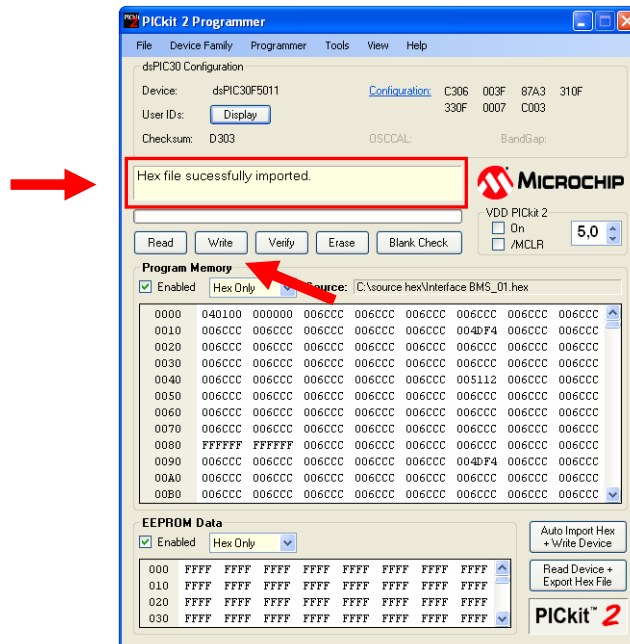 PICkit 2 Programmer
File Device Family Programmer Tools View Help
dsPIC30 Configuration
Device: dsPIC30F5011 Configuration: C306 003F 87A3 310F
User IDs: Display 330F 0007 C003
Checksum: D303 OSCCAL: BandGap:
Hex file sucessfully imported.
MICROCHIP
VDD PICkit 2
On
/MCLR
5,0
Read Write Verify Erase Blank Check
Program Memory
Enabled Hex Only Source: C:\source hex\Interface BMS_01.hex
0000 040100 000000 006CCC 006CCC 006CCC 006CCC 006CCC 006CCC
0010 006CCC 006CCC 006CCC 006CCC 006CCC 004DF4 006CCC 006CCC
0020 006CCC 006CCC 006CCC 006CCC 006CCC 006CCC 006CCC 006CCC
0030 006CCC 006CCC 006CCC 006CCC 006CCC 006CCC 006CCC 006CCC
0040 006CCC 006CCC 006CCC 006CCC 006CCC 005112 006CCC 006CCC
0050 006CCC 006CCC 006CCC 006CCC 006CCC 006CCC 006CCC 006CCC
0060 006CCC 006CCC 006CCC 006CCC 006CCC 006CCC 006CCC 006CCC
0070 006CCC 006CCC 006CCC 006CCC 006CCC 006CCC 006CCC 006CCC
0080 FFFFFF FFFFFF 006CCC 006CCC 006CCC 006CCC 006CCC 006CCC
0090 006CCC 006CCC 006CCC 006CCC 006CCC 004DF4 006CCC 006CCC
00A0 006CCC 006CCC 006CCC 006CCC 006CCC 006CCC 006CCC 006CCC
00B0 006CCC 006CCC 006CCC 006CCC 006CCC 006CCC 006CCC 006CCC
EEPROM Data
Enabled Hex Only
000 FFFF FFFF FFFF FFFF FFFF FFFF FFFF FFFF
010 FFFF FFFF FFFF FFFF FFFF FFFF FFFF FFFF
020 FFFF FFFF FFFF FFFF FFFF FFFF FFFF FFFF
030 FFFF FFFF FFFF FFFF FFFF FFFF FFFF FFFF
Auto Import Hex
+ Write Device
Read Device +
Export Hex File
PICkit™ 2